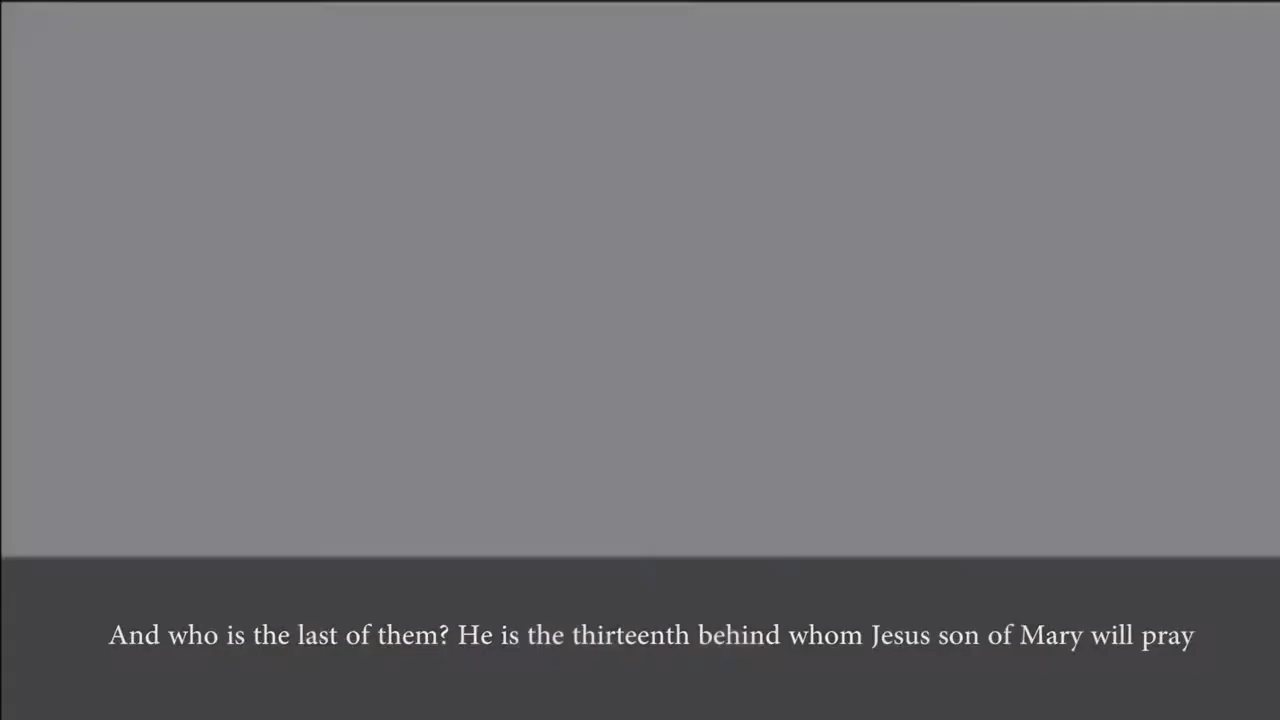 And who is the last of them? He is the thirteenth behind whom Jesus son of Mary will pray